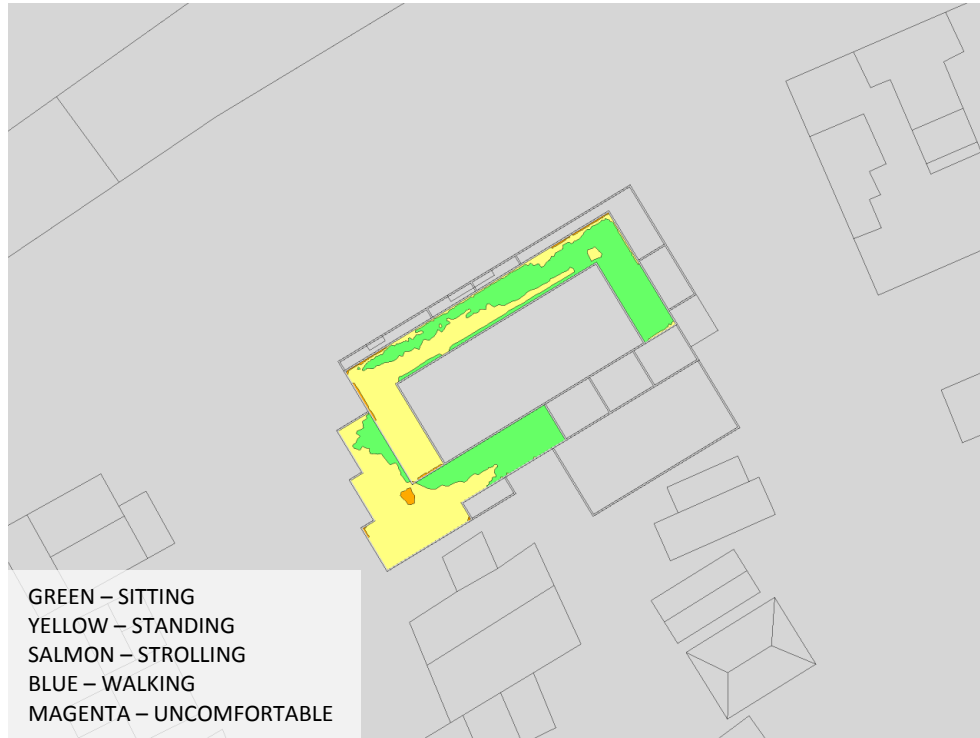 GREEN – SITTING
YELLOW – STANDING
SALMON – STROLLING
BLUE – WALKING
MAGENTA – UNCOMFORTABLE